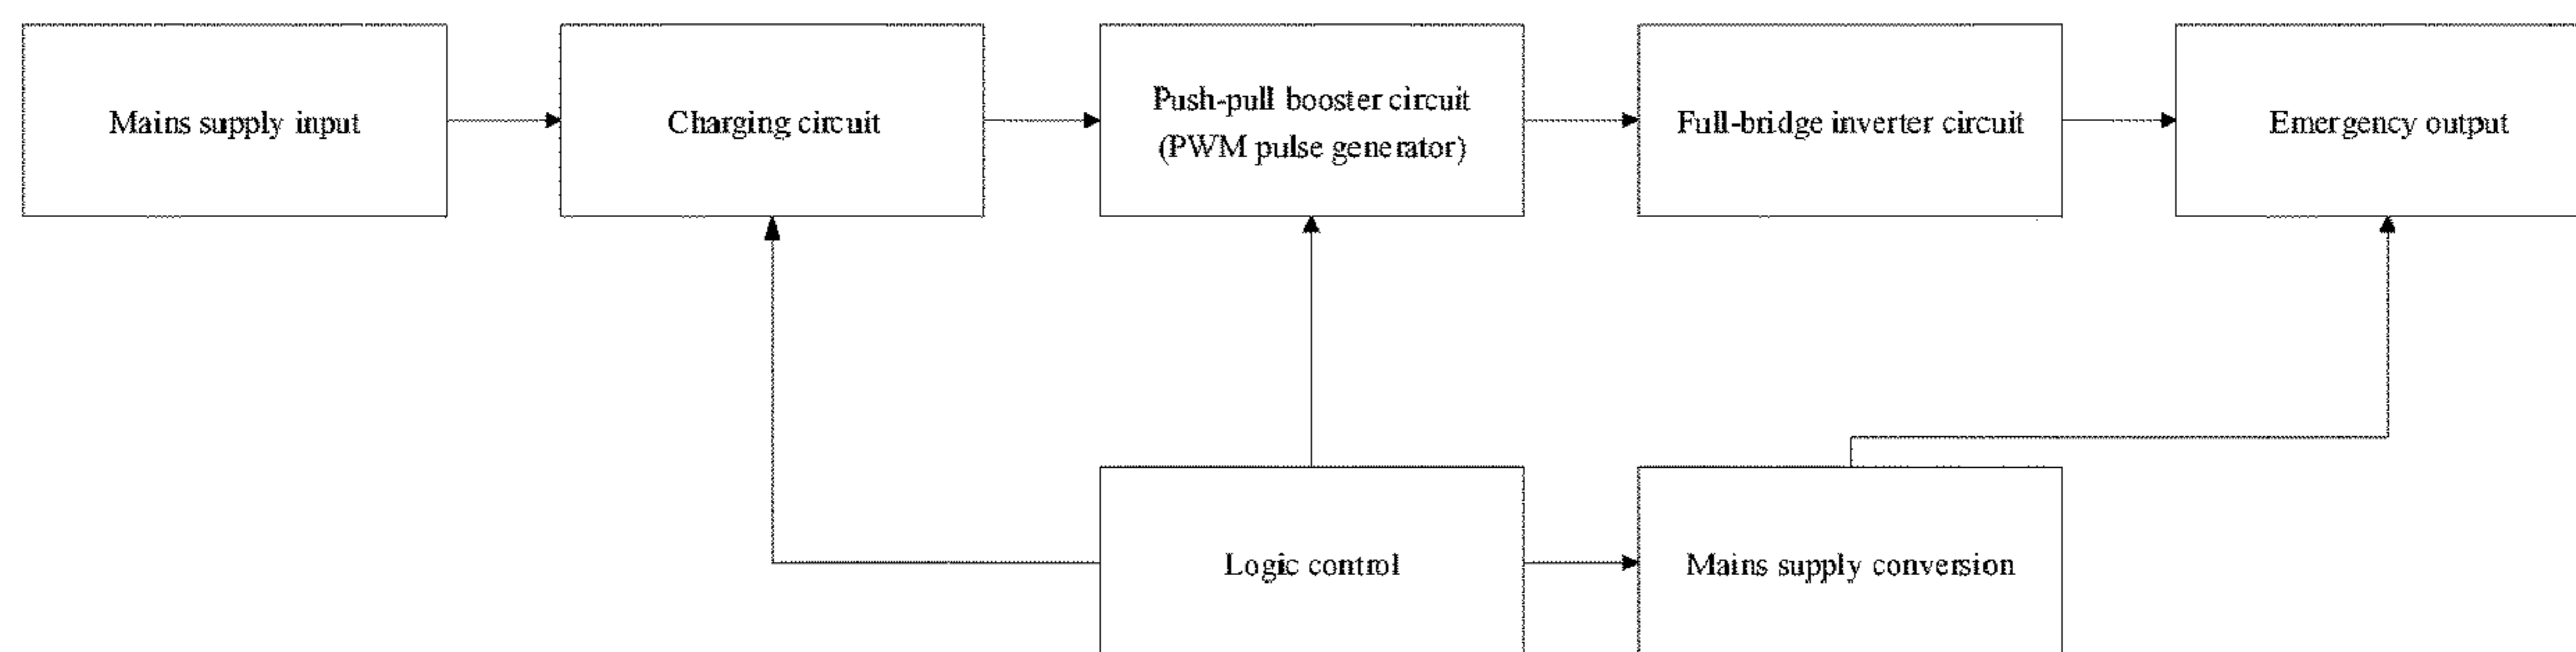 Mains supply input
Charging circuit
Push-pull booster circuit
(PWM pulse generator)
Full-bridge inverter circuit
Emergency output
Logic control
Mains supply conversion